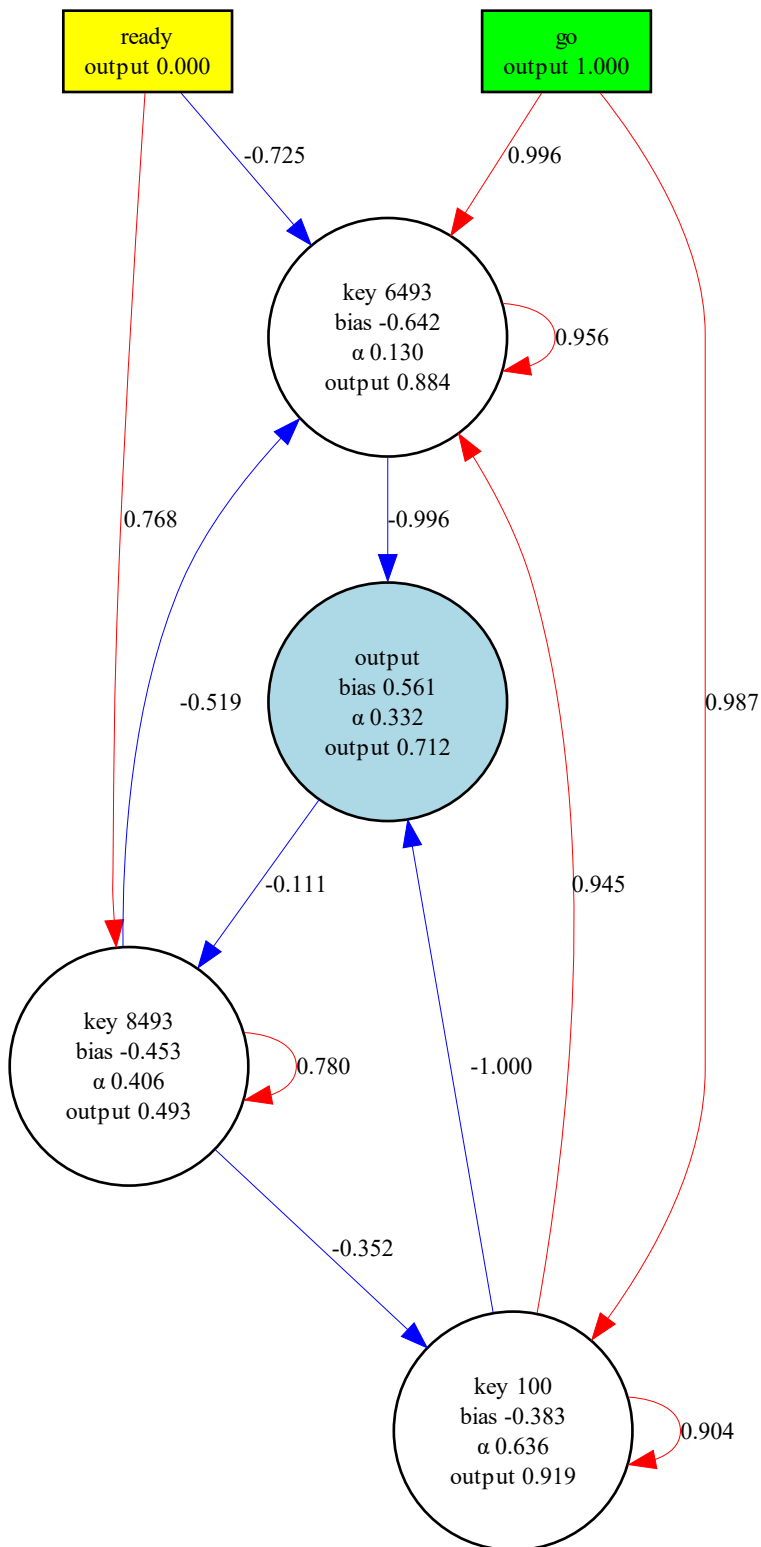 ready
output 0.000
go
output 1.000
-0.725
0.996
key 6493
bias -0.642
α 0.130
output 0.884
0.956
0.768
-0.996
output
bias 0.561
α 0.332
output 0.712
-0.519
0.987
-0.111
0.945
key 8493
bias -0.453
α 0.406
output 0.493
0.780
-1.000
-0.352
key 100
bias -0.383
α 0.636
output 0.919
0.904